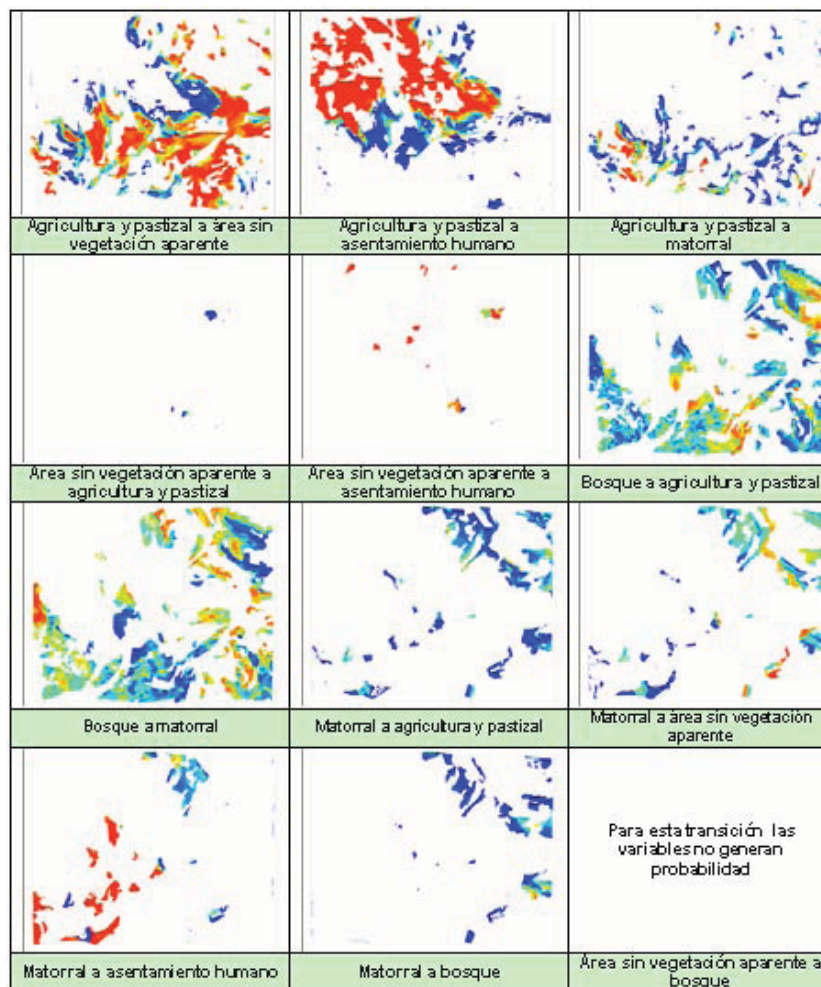 Agricultura y pastizal a área sin
vegetación aparente
Agricultura y pastizal a
asentamiento humano
Agricultura y pastizal a
matorral
Área sin vegetación aparente a
agricultura y pastizal
Área sin vegetación aparente a
asentamiento humano
Bosque a agricultura y pastizal
Bosque a matorral
Matorral a agricultura y pastizal
Matorral a área sin vegetación
aparente
Para esta transición las
variables no generan
probabilidad
Matorral a asentamiento humano
Matorral a bosque
Área sin vegetación aparente a
bosque